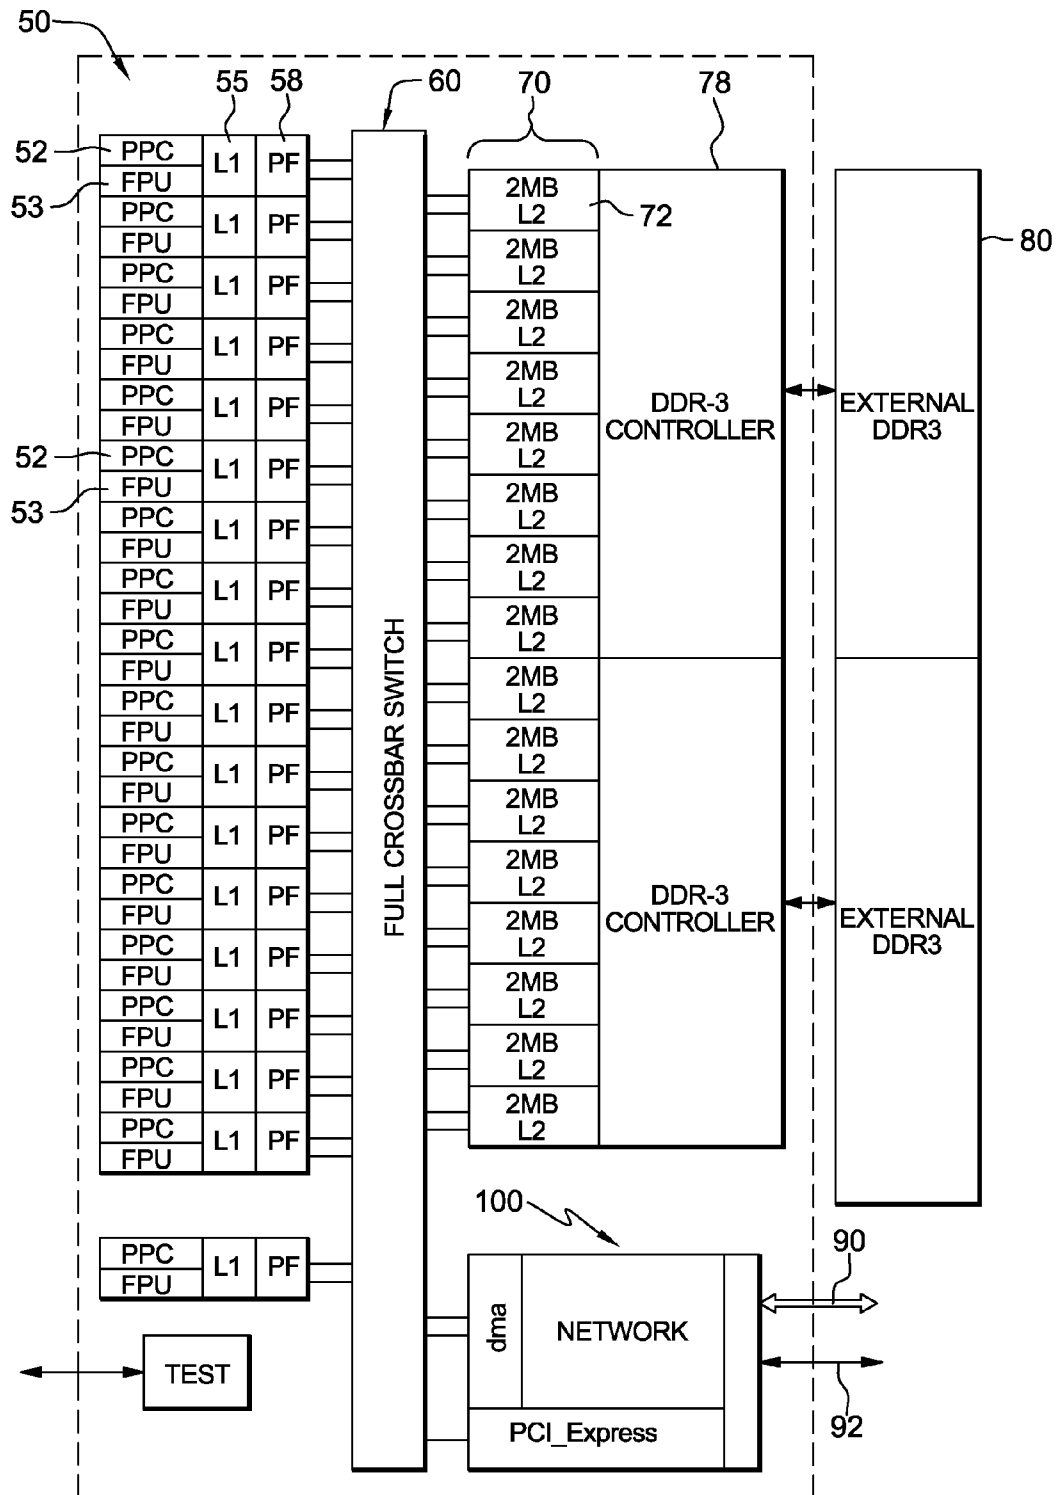 50
55
58
60
70
78
52
PPC
FPU
L1
PF
53
PPC
FPU
L1
PF
PPC
FPU
L1
PF
PPC
FPU
L1
PF
PPC
FPU
L1
PF
52
PPC
FPU
L1
PF
53
PPC
FPU
L1
PF
PPC
FPU
L1
PF
PPC
FPU
L1
PF
PPC
FPU
L1
PF
PPC
FPU
L1
PF
PPC
FPU
L1
PF
PPC
FPU
L1
PF
PPC
FPU
L1
PF
PPC
FPU
L1
PF
PPC
FPU
L1
PF
PPC
FPU
L1
PF
PPC
FPU
L1
PF
TEST
FULL CROSSBAR SWITCH
2MB
L2
72
2MB
L2
2MB
L2
2MB
L2
2MB
L2
2MB
L2
2MB
L2
2MB
L2
2MB
L2
2MB
L2
2MB
L2
2MB
L2
2MB
L2
2MB
L2
2MB
L2
2MB
L2
DDR-3
CONTROLLER
DDR-3
CONTROLLER
80
EXTERNAL
DDR3
EXTERNAL
DDR3
100
90
dma
NETWORK
PCI_Express
92